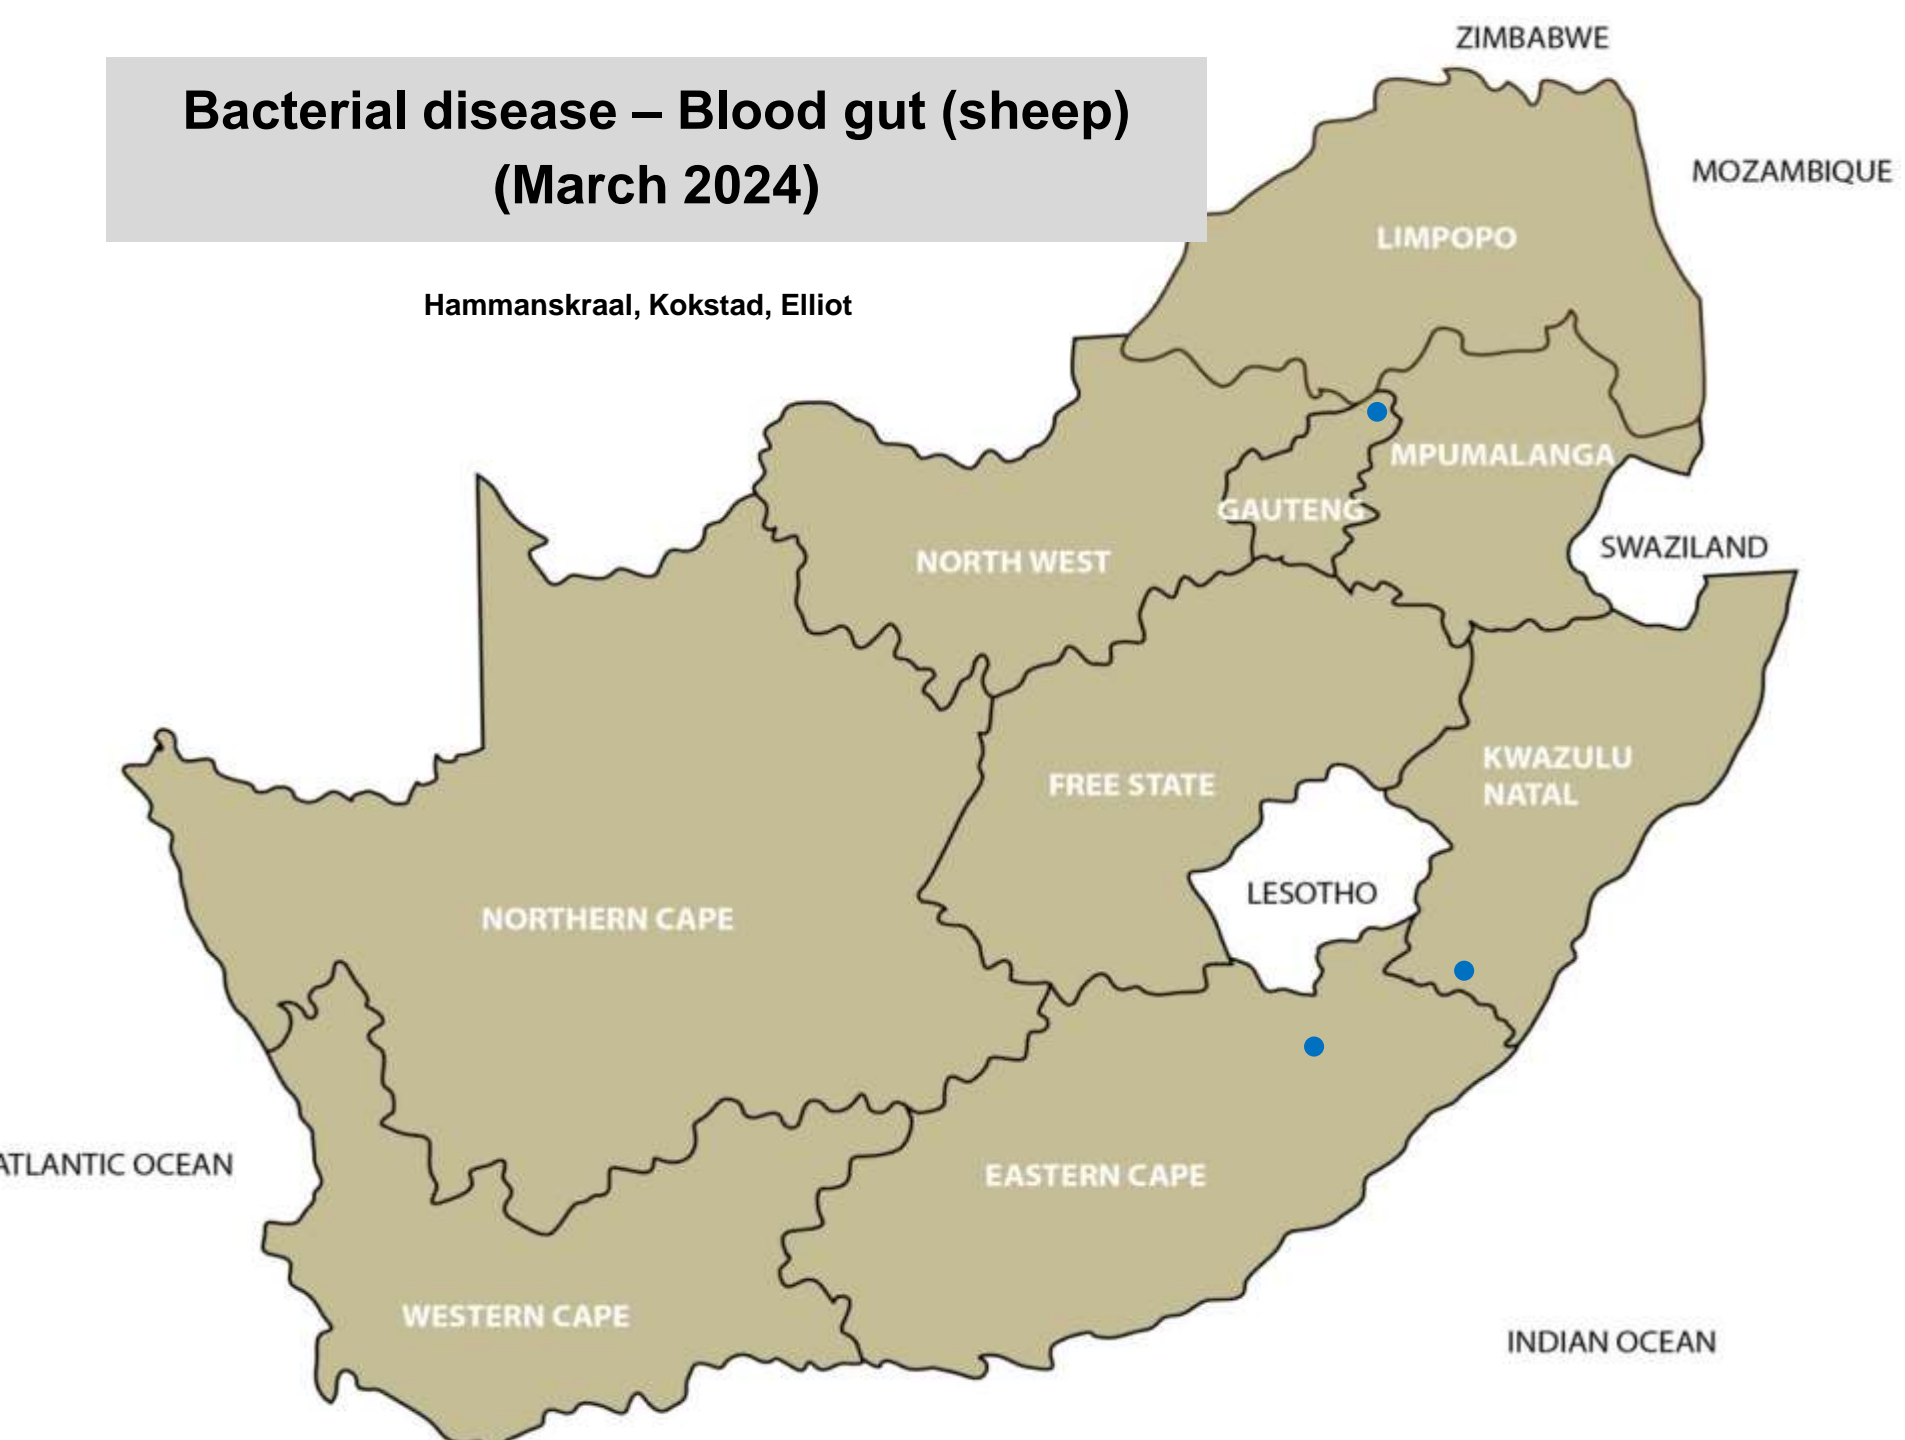 ZIMBABWE
Bacterial disease – Blood gut (sheep)
(March 2024)
MOZAMBIQUE
LIMPOPO
Hammanskraal, Kokstad, Elliot
MPUMALANGA
GAUTENG
SWAZILAND
NORTH WEST
KWAZULU
NATAL
FREE STATE
LESOTHO
NORTHERN CAPE
ATLANTIC OCEAN
EASTERN CAPE
WESTERN CAPE
INDIAN OCEAN